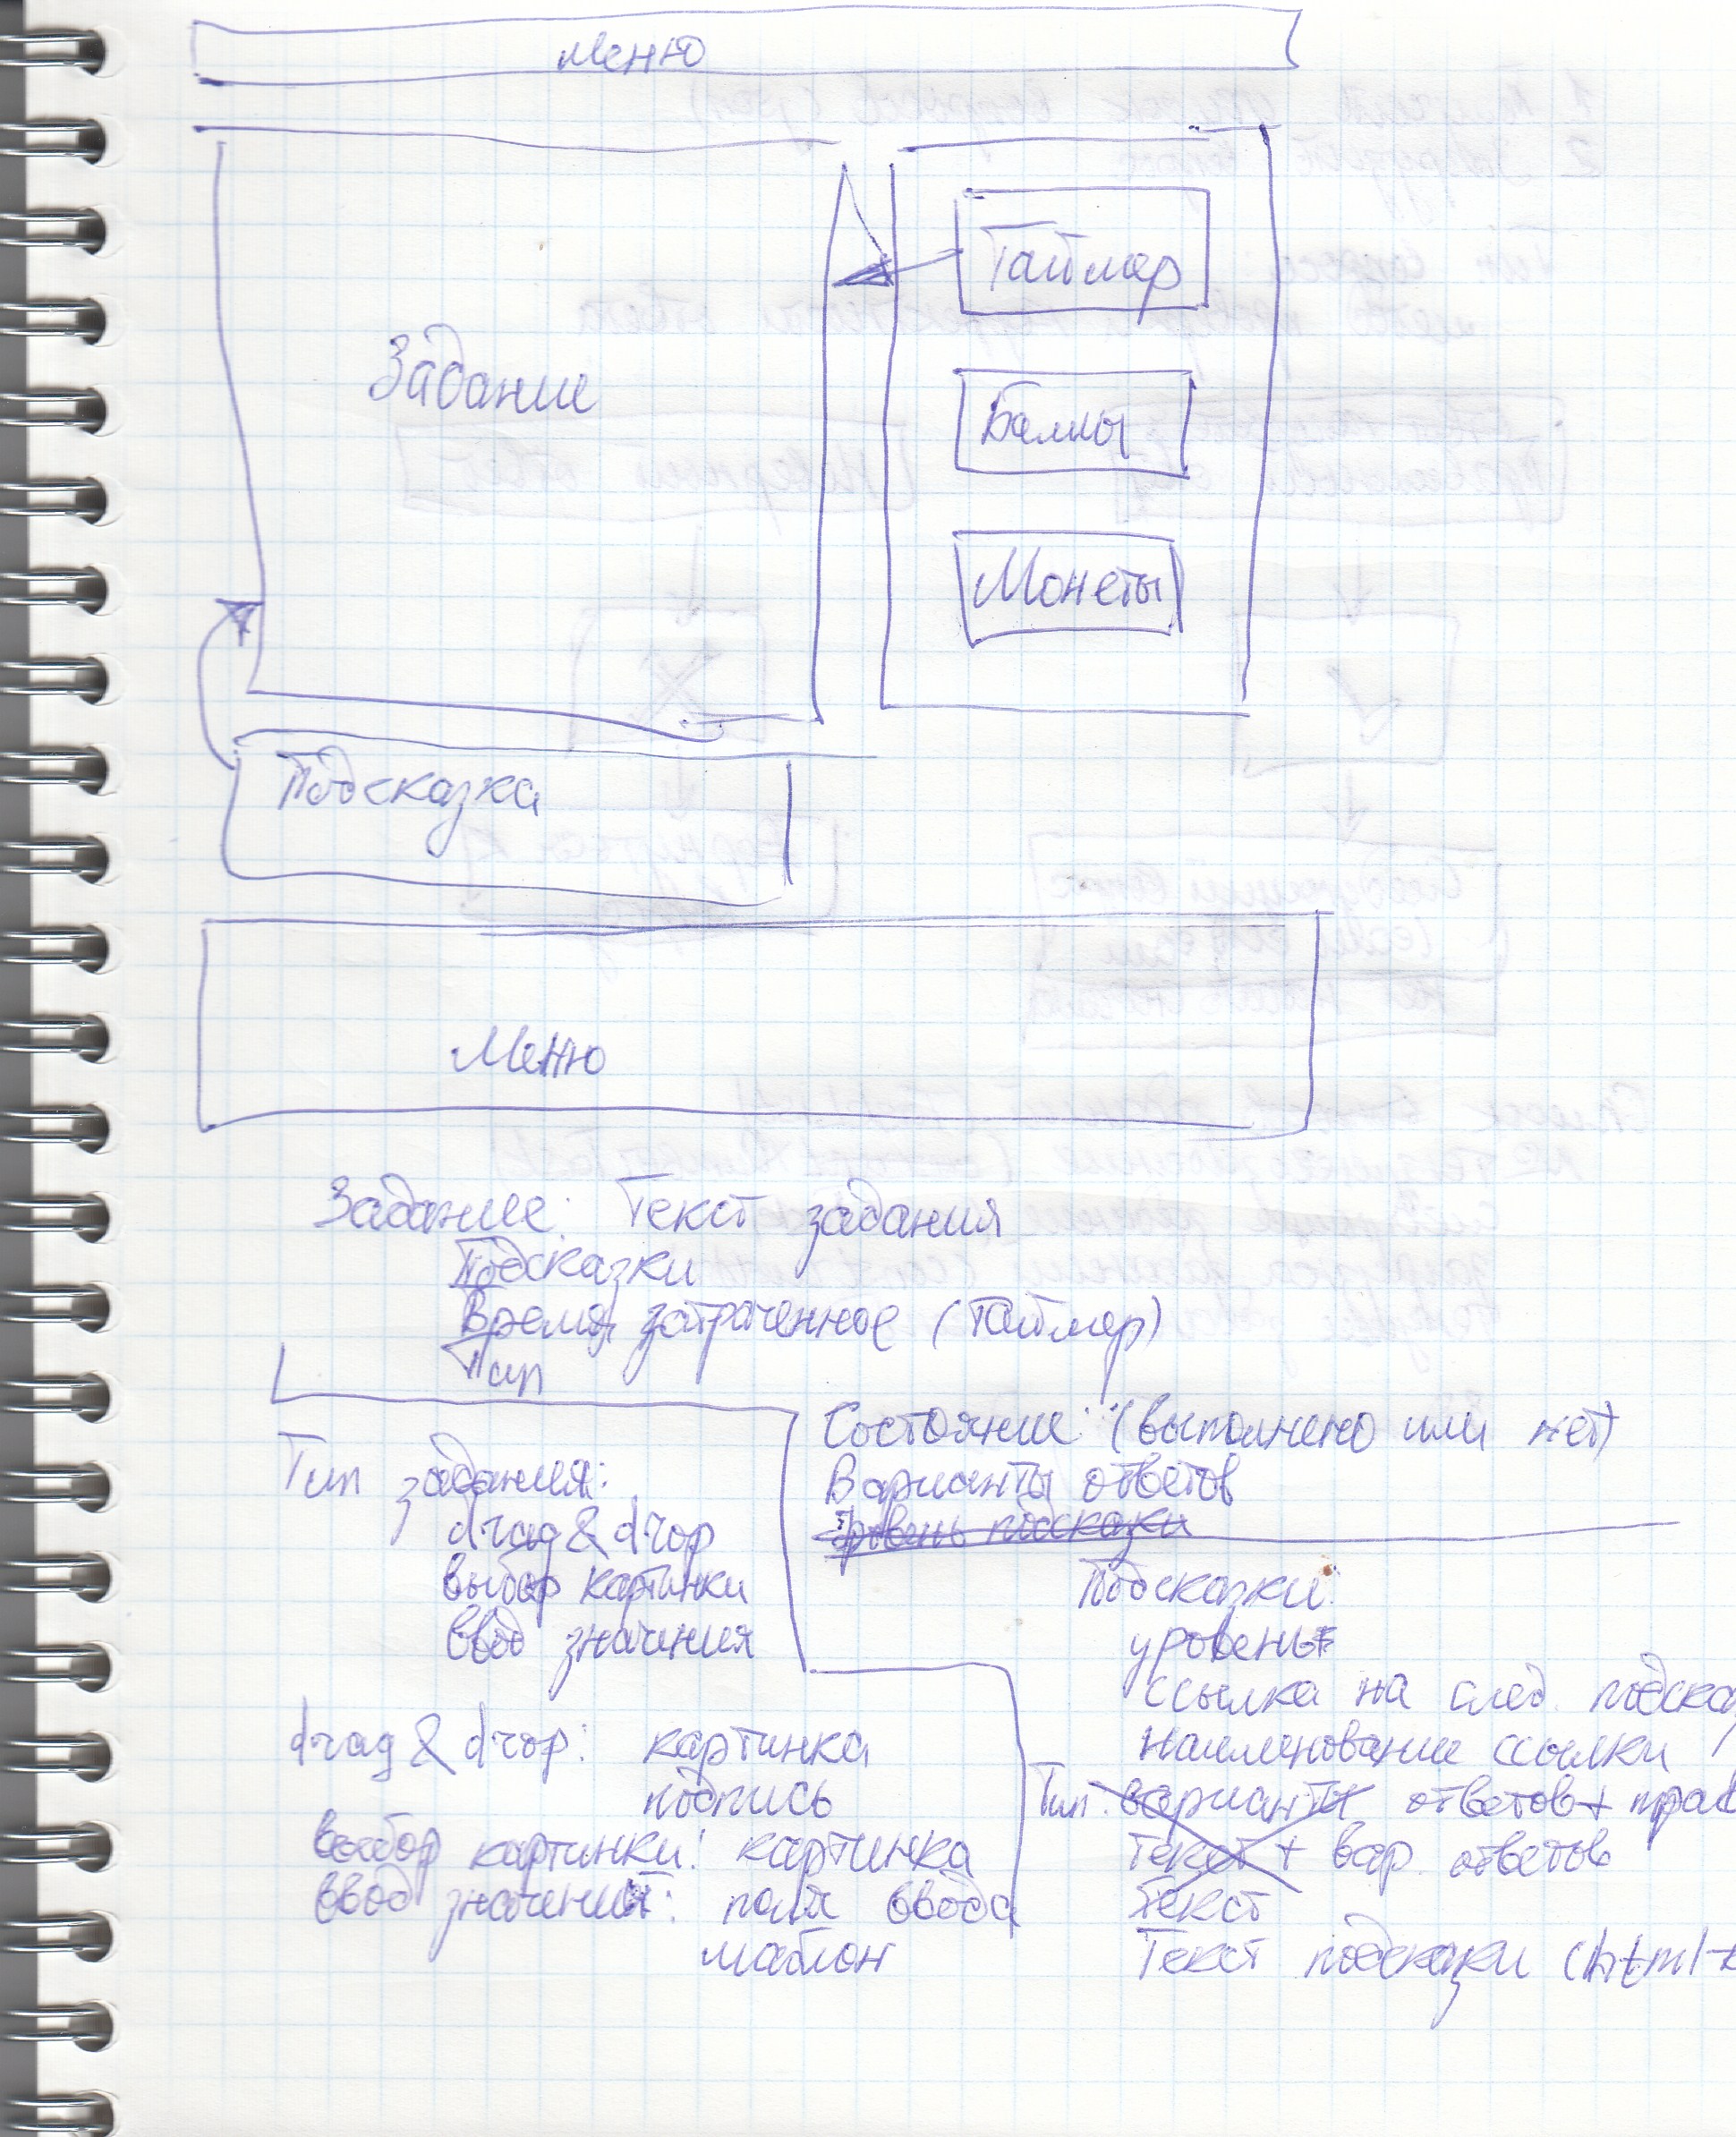 Меню
Задание
Таймер
Баллы
Монеты
Подсказка
Меню
Задание: Текст задания
Подсказки
Время затраченное (таймер)
Тип
Состояние: (выполнено или нет)
Варианты ответов
уровень подсказки
Тип задания:
drag & drop
выбор картинки
ввод значения
Подсказки:
уровень
ссылка на след. подска
наименование ссылки
Тип: варианты ответов + прав
текст + вар. ответов
текст
Текст подсказки (html-
drag & drop: картинка
подпись
выбор картинки: картинка
ввод значения: поля ввода
шаблон